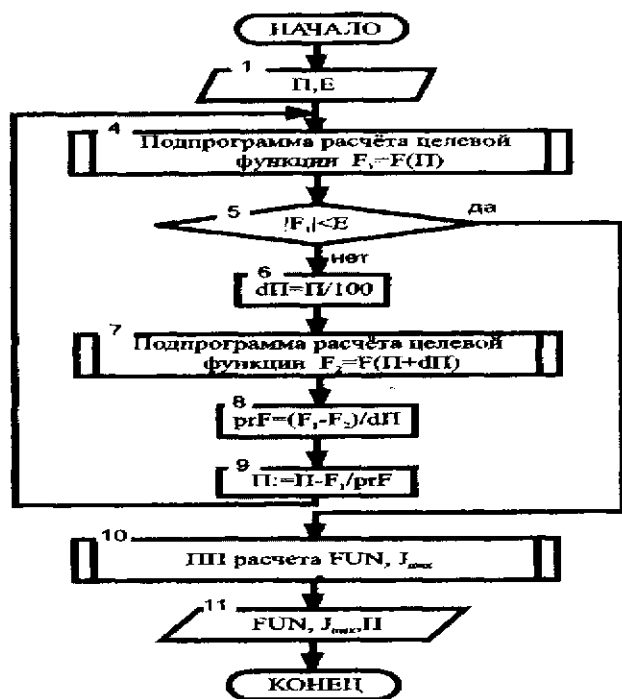 НАЧАЛО
1
П,Е
4
Подпрограмма расчёта целевой
функции F₁=F(П)
5
|F₁|<E
да
нет
6
dП=П/100
7
Подпрограмма расчёта целевой
функции F₂=F(П+dП)
8
prF=(F₁-F₂)/dП
9
П:=П-F₁/prF
10
ПП расчета FUN, J
11
FUN, J ,П
КОНЕЦ